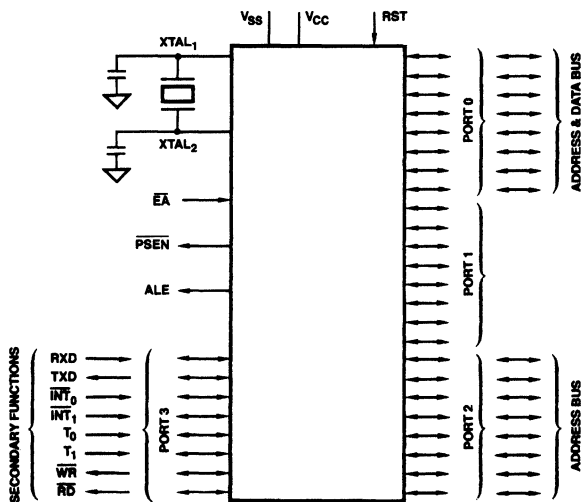 VSS VCC RST
XTAL1
XTAL2
EA
PSEN
ALE
PORT 0
ADDRESS & DATA BUS
PORT 1
PORT 2
ADDRESS BUS
SECONDARY FUNCTIONS
RXD
TXD
INT0
INT1
T0
T1
WR
RD
PORT 3